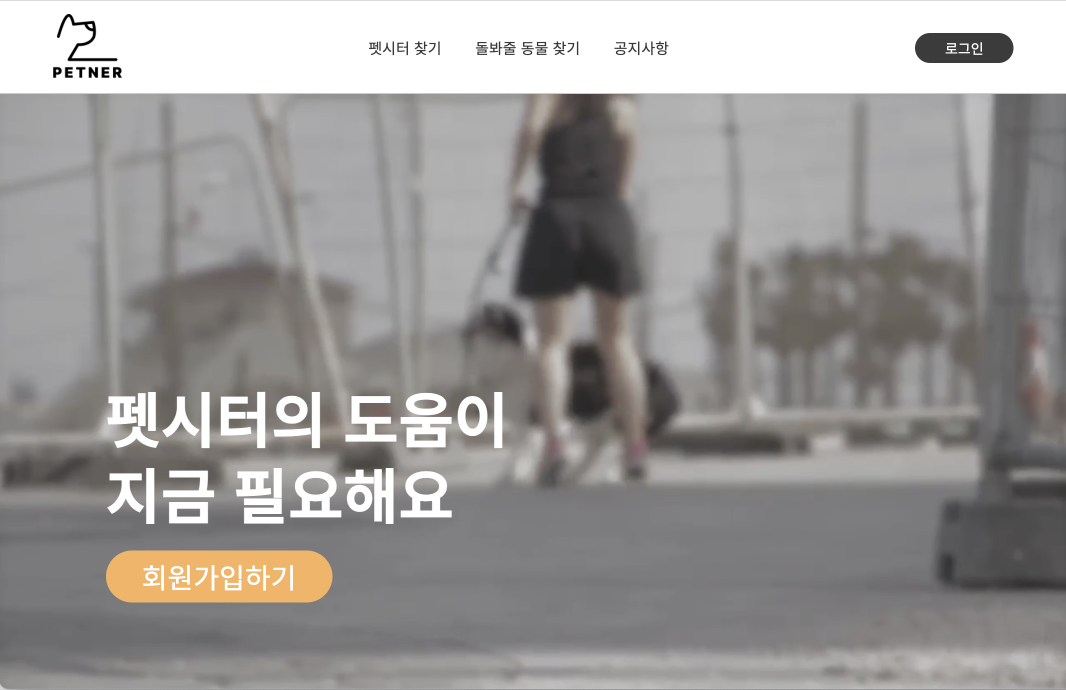 PETNER
펫시터 찾기
돌봐줄 동물 찾기
공지사항
로그인
펫시터의 도움이
지금 필요해요
회원가입하기